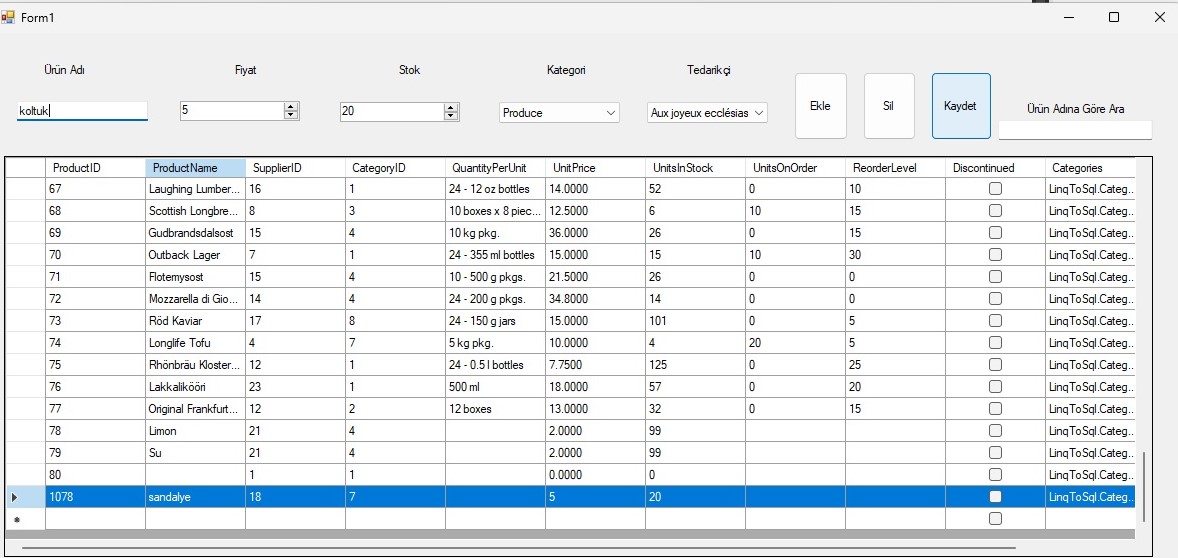 Form1
Ürün Adı Fiyat Stok Kategori Tedarikçi
koltuk 5 20 Produce Aux joyeux ecclésias Ekle Sil Kaydet Ürün Adına Göre Ara
ProductID ProductName SupplierID CategoryID QuantityPerUnit UnitPrice UnitsInStock UnitsOnOrder ReorderLevel Discontinued Categories
67 Laughing Lumber... 16 1 24 - 12 oz bottles 14.0000 52 0 10 LinqToSql.Categ...
68 Scottish Longbre... 8 3 10 boxes x 8 piec... 12.5000 6 10 15 LinqToSql.Categ...
69 Gudbrandsdalsost 15 4 10 kg pkg. 36.0000 26 0 15 LinqToSql.Categ...
70 Outback Lager 7 1 24 - 355 ml bottles 15.0000 15 10 30 LinqToSql.Categ...
71 Flotemysost 15 4 10 - 500 g pkgs. 21.5000 26 0 0 LinqToSql.Categ...
72 Mozzarella di Gio... 14 4 24 - 200 g pkgs. 34.8000 14 0 0 LinqToSql.Categ...
73 Röd Kaviar 17 8 24 - 150 g jars 15.0000 101 0 5 LinqToSql.Categ...
74 Longlife Tofu 4 7 5 kg pkg. 10.0000 4 20 5 LinqToSql.Categ...
75 Rhönbräu Kloster... 12 1 24 - 0.5 l bottles 7.7500 125 0 25 LinqToSql.Categ...
76 Lakkalikööri 23 1 500 ml 18.0000 57 0 20 LinqToSql.Categ...
77 Original Frankfurt... 12 2 12 boxes 13.0000 32 0 15 LinqToSql.Categ...
78 Limon 21 4 2.0000 99 LinqToSql.Categ...
79 Su 21 4 2.0000 99 LinqToSql.Categ...
80 1 1 0.0000 0 LinqToSql.Categ...
1078 sandalye 18 7 5 20 LinqToSql.Categ...